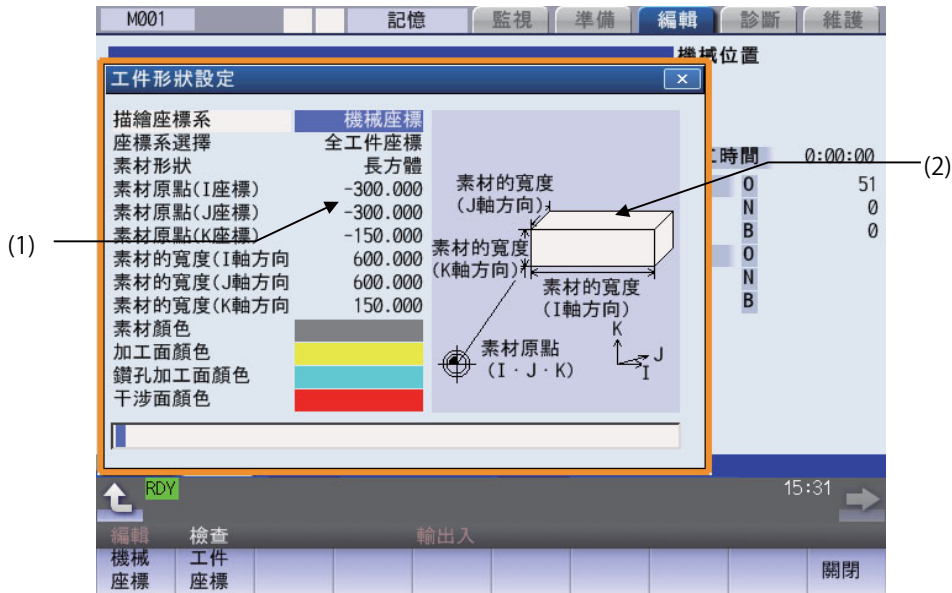 M001 記憶 監視 準備 編輯 診斷 維護
機械位置
工件形狀設定
描繪座標系 機械座標
座標系選擇 全工件座標
素材形狀 長方體
素材原點(I座標) -300.000
素材原點(J座標) -300.000
素材原點(K座標) -150.000
素材的寬度(I軸方向 600.000
素材的寬度(J軸方向 600.000
素材的寬度(K軸方向 150.000
素材顏色
加工面顏色
鑽孔加工面顏色
干涉面顏色
素材的寬度
(J軸方向)
素材的寬度
(K軸方向)
素材的寬度
(I軸方向)
素材原點
(I・J・K)
K
J
I
時間 0:00:00
O 51
N 0
B 0
O
N
B
(1)
(2)
RDY 15:31
編輯 檢查 輸出入
機械 工件
座標 座標 關閉